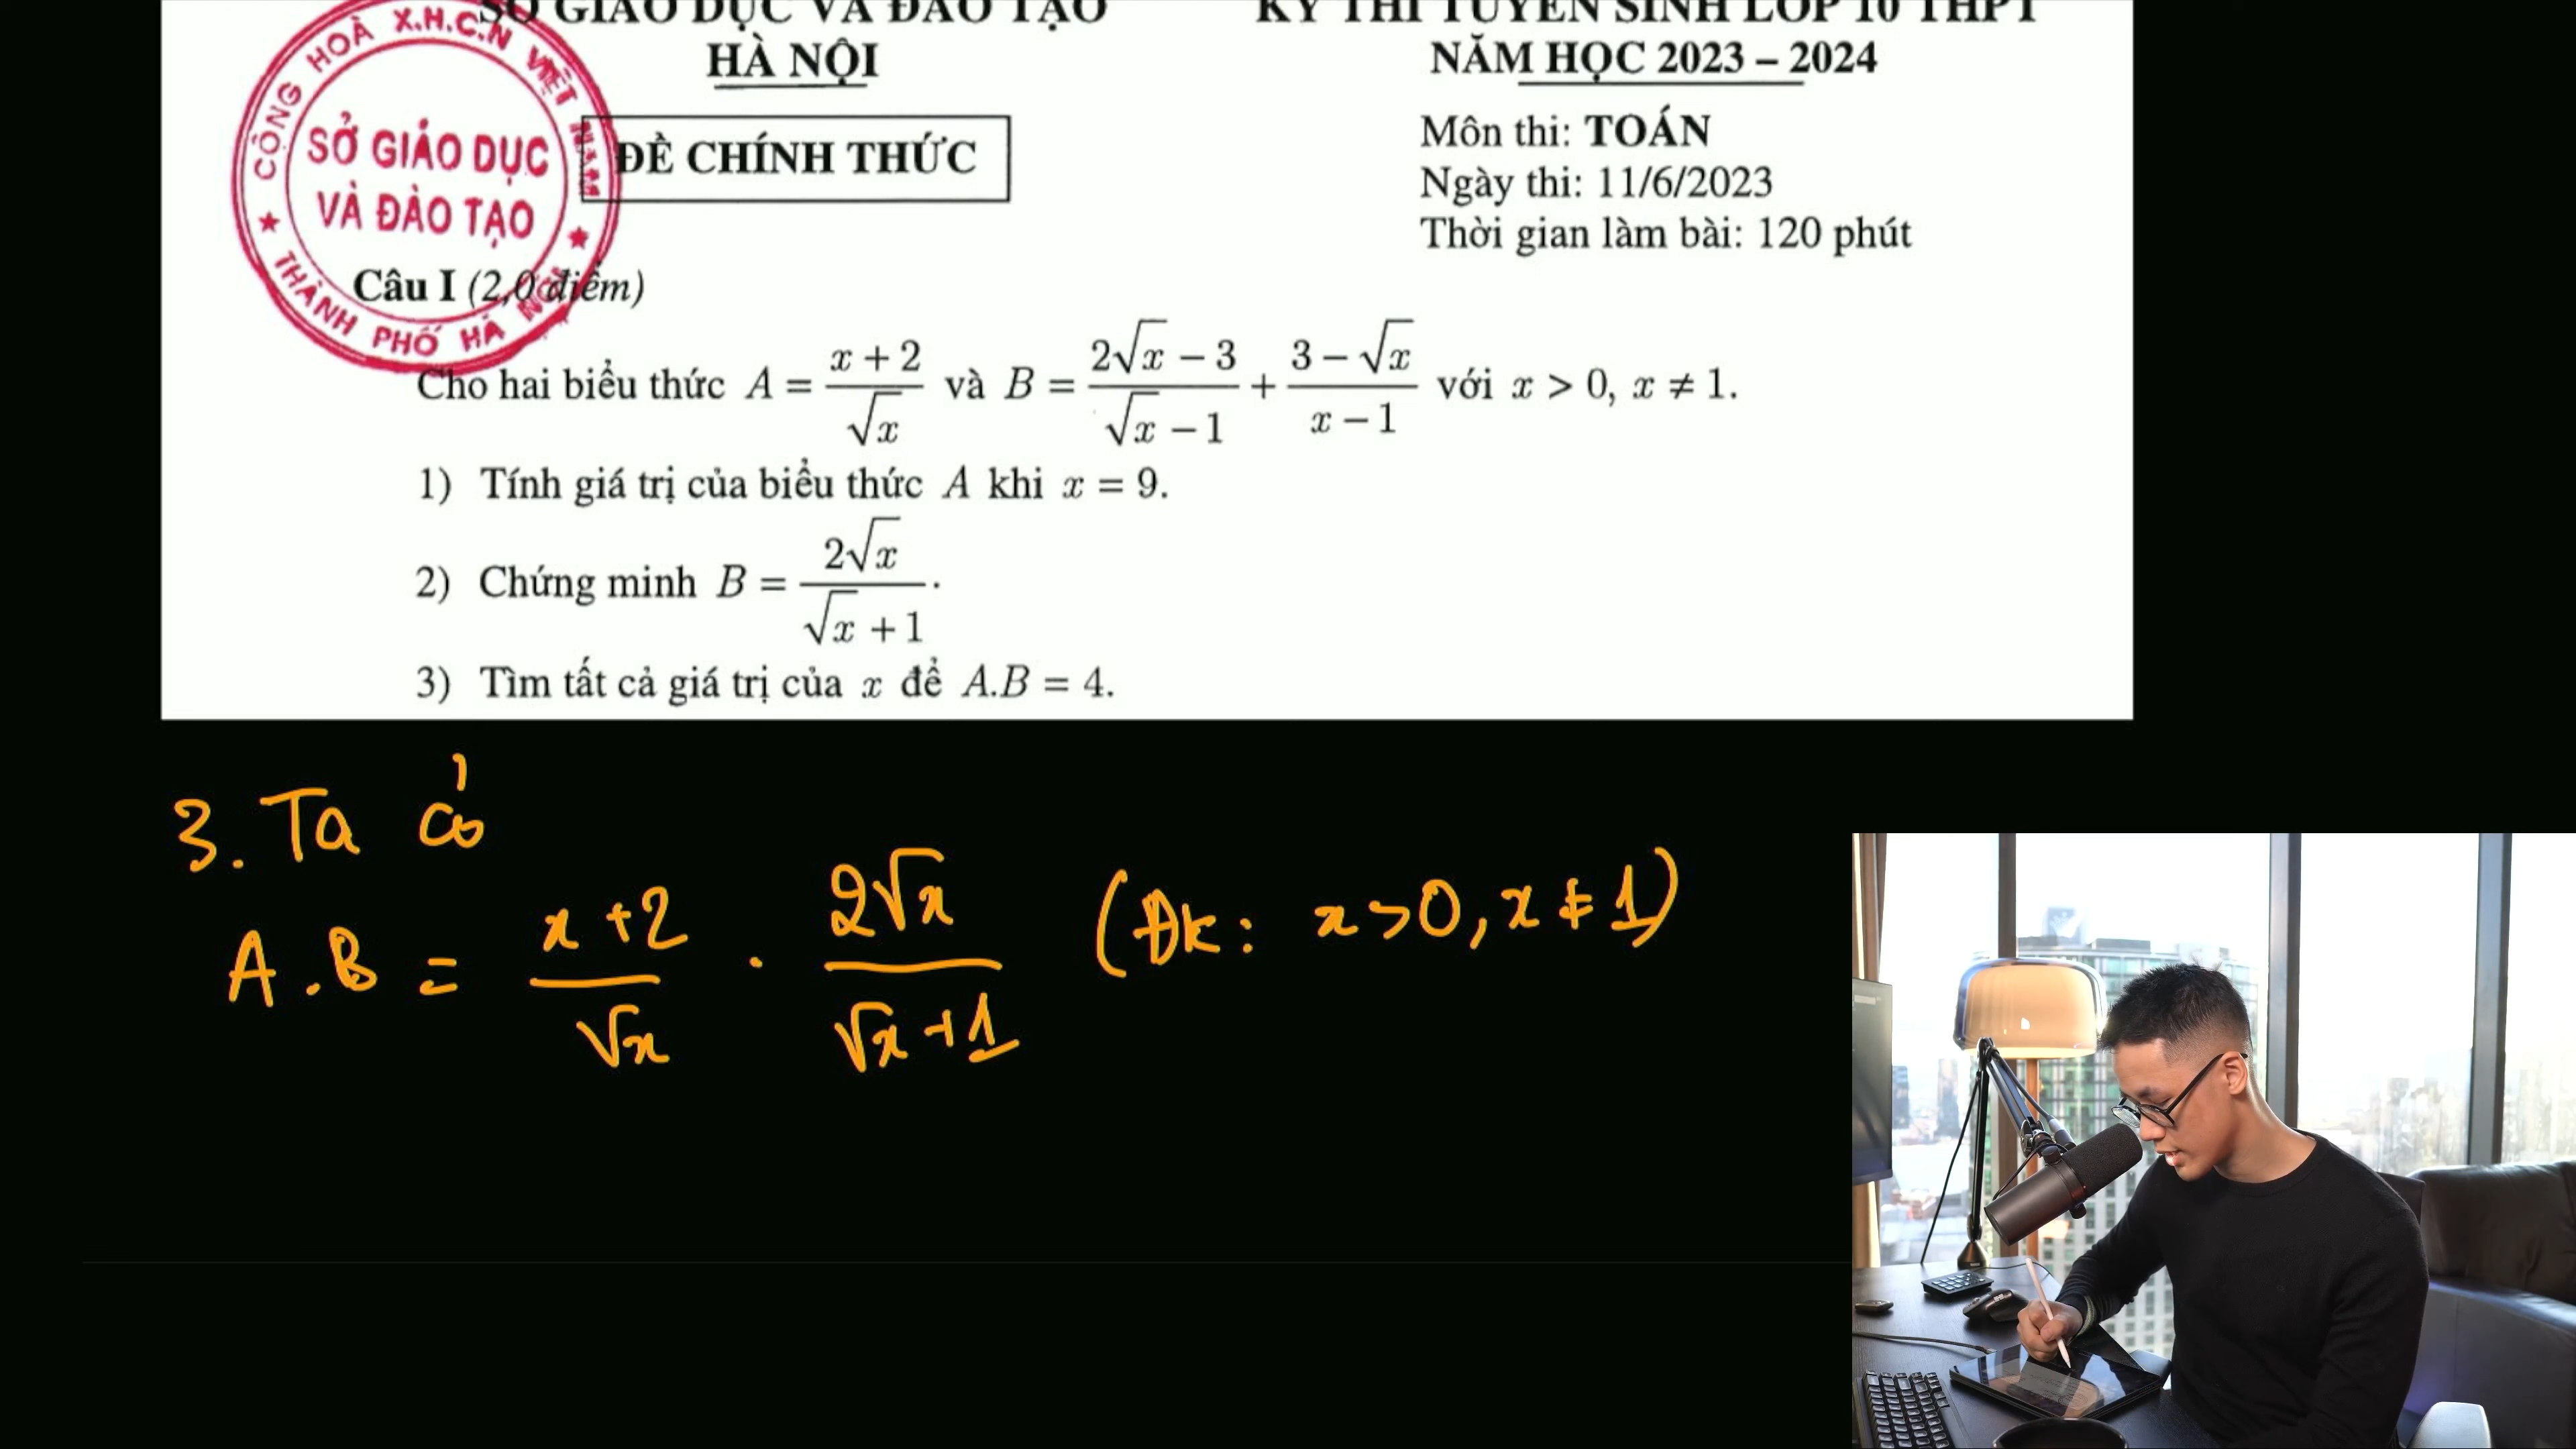 SỞ GIÁO DỤC VÀ ĐÀO TẠO
HÀ NỘI
ĐỀ CHÍNH THỨC
KỲ THI TUYỂN SINH LỚP 10 THPT
NĂM HỌC 2023 – 2024
Môn thi: TOÁN
Ngày thi: 11/6/2023
Thời gian làm bài: 120 phút
CỘNG HOÀ X.H.C.N VIỆT NAM
SỞ GIÁO DỤC
VÀ ĐÀO TẠO
★ THÀNH PHỐ HÀ NỘI ★
Câu I (2,0 điểm)
Cho hai biểu thức A = (x + 2)/√x và B = (2√x − 3)/(√x − 1) + (3 − √x)/(x − 1) với x > 0, x ≠ 1.
1) Tính giá trị của biểu thức A khi x = 9.
2) Chứng minh B = 2√x/(√x + 1).
3) Tìm tất cả giá trị của x để A.B = 4.
3. Ta có
A.B = (x+2)/√x · 2√x/(√x+1) (Đk: x>0, x≠1)